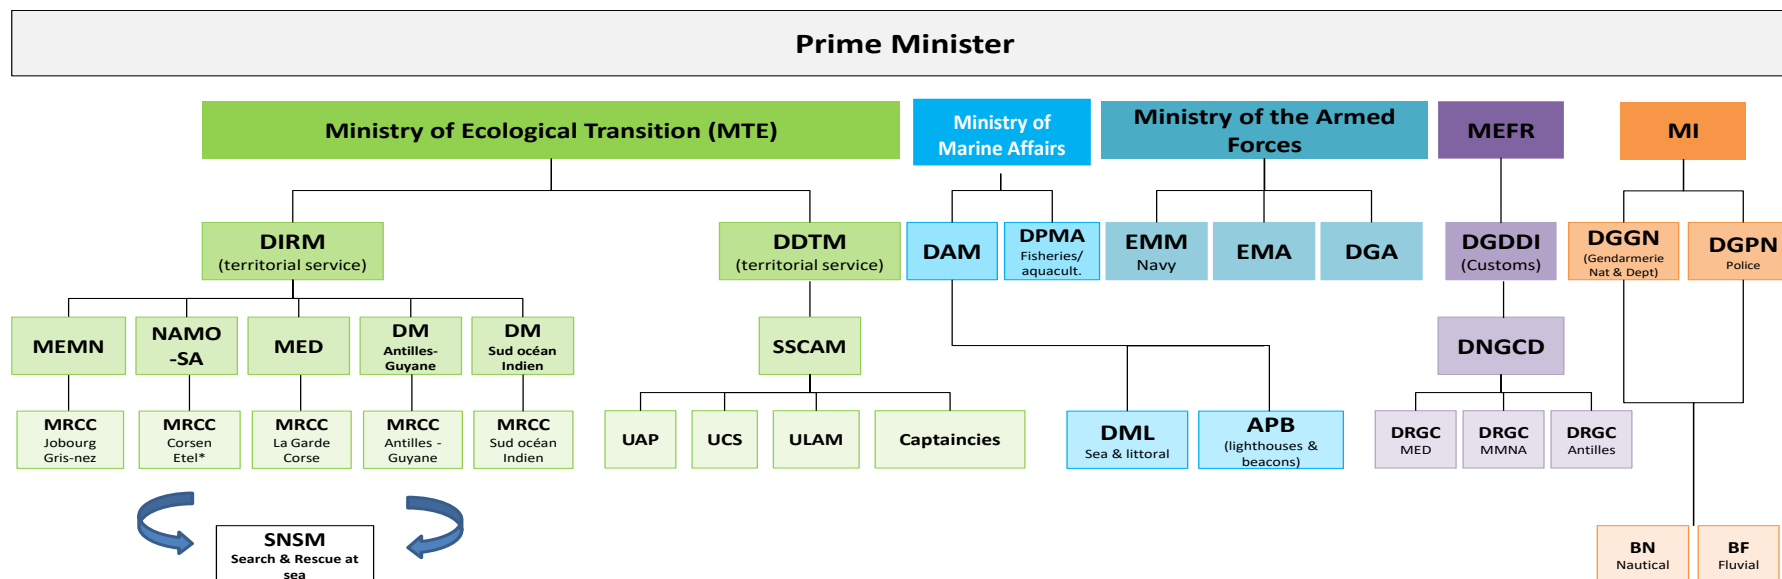 Prime Minister
Ministry of Ecological Transition (MTE)
Ministry of
Marine Affairs
Ministry of the Armed
Forces
MEFR
MI
DIRM
(territorial service)
DDTM
(territorial service)
DAM
DPMA
Fisheries/
aquacult.
EMM
Navy
EMA
DGA
DGDDI
(Customs)
DGGN
(Gendarmerie
Nat & Dept)
DGPN
Police
MEMN
NAMO
-SA
MED
DM
Antilles-
Guyane
DM
Sud océan
Indien
SSCAM
DNGCD
MRCC
Jobourg
Gris-nez
MRCC
Corsen
Etel*
MRCC
La Garde
Corse
MRCC
Antilles -
Guyane
MRCC
Sud océan
Indien
UAP
UCS
ULAM
Captaincies
DML
Sea & littoral
APB
(lighthouses &
beacons)
DRGC
MED
DRGC
MMNA
DRGC
Antilles
SNSM
Search & Rescue at
sea
BN
Nautical
BF
Fluvial